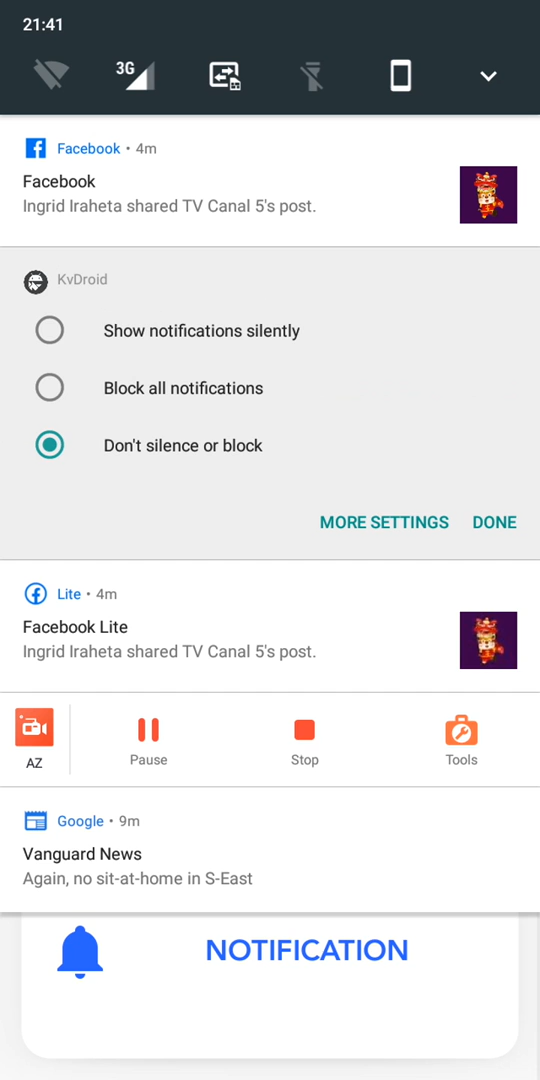 21:41
3G
Facebook • 4m
Facebook
Ingrid Iraheta shared TV Canal 5's post.
KvDroid
Show notifications silently
Block all notifications
Don't silence or block
MORE SETTINGS DONE
Lite • 4m
Facebook Lite
Ingrid Iraheta shared TV Canal 5's post.
AZ Pause Stop Tools
Google • 9m
Vanguard News
Again, no sit-at-home in S-East
NOTIFICATION